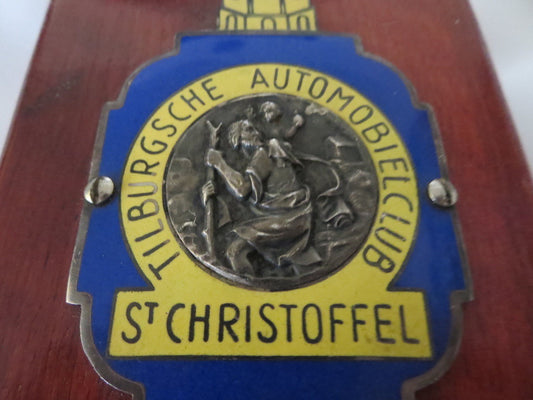 TILBURGSCHE AUTOMOBIELCLUB
ST CHRISTOFFEL